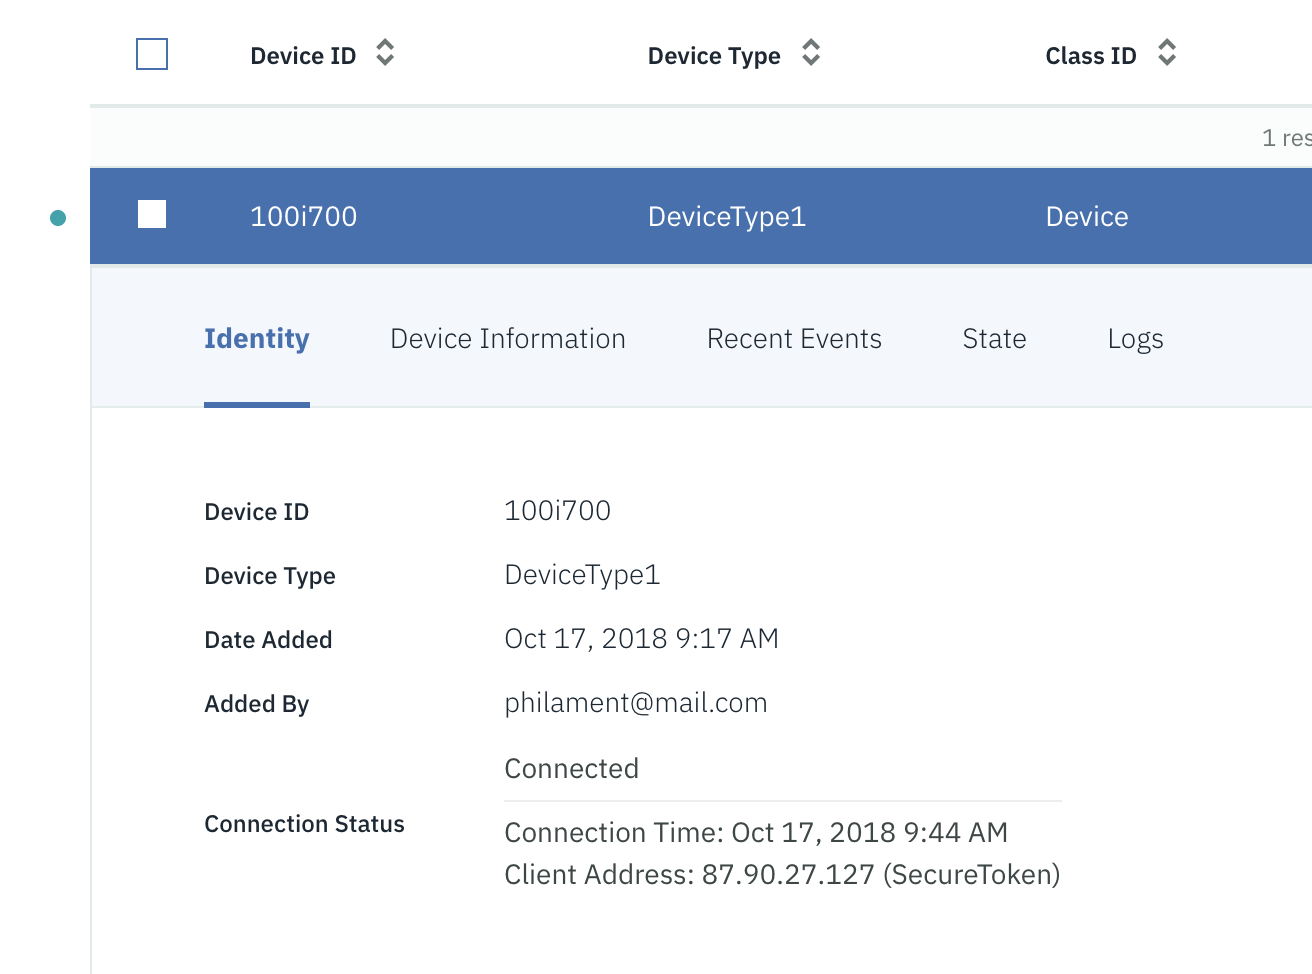 Device ID Device Type Class ID
1 res
100i700 DeviceType1 Device
Identity Device Information Recent Events State Logs
Device ID 100i700
Device Type DeviceType1
Date Added Oct 17, 2018 9:17 AM
Added By philament@mail.com
Connected
Connection Status
Connection Time: Oct 17, 2018 9:44 AM
Client Address: 87.90.27.127 (SecureToken)